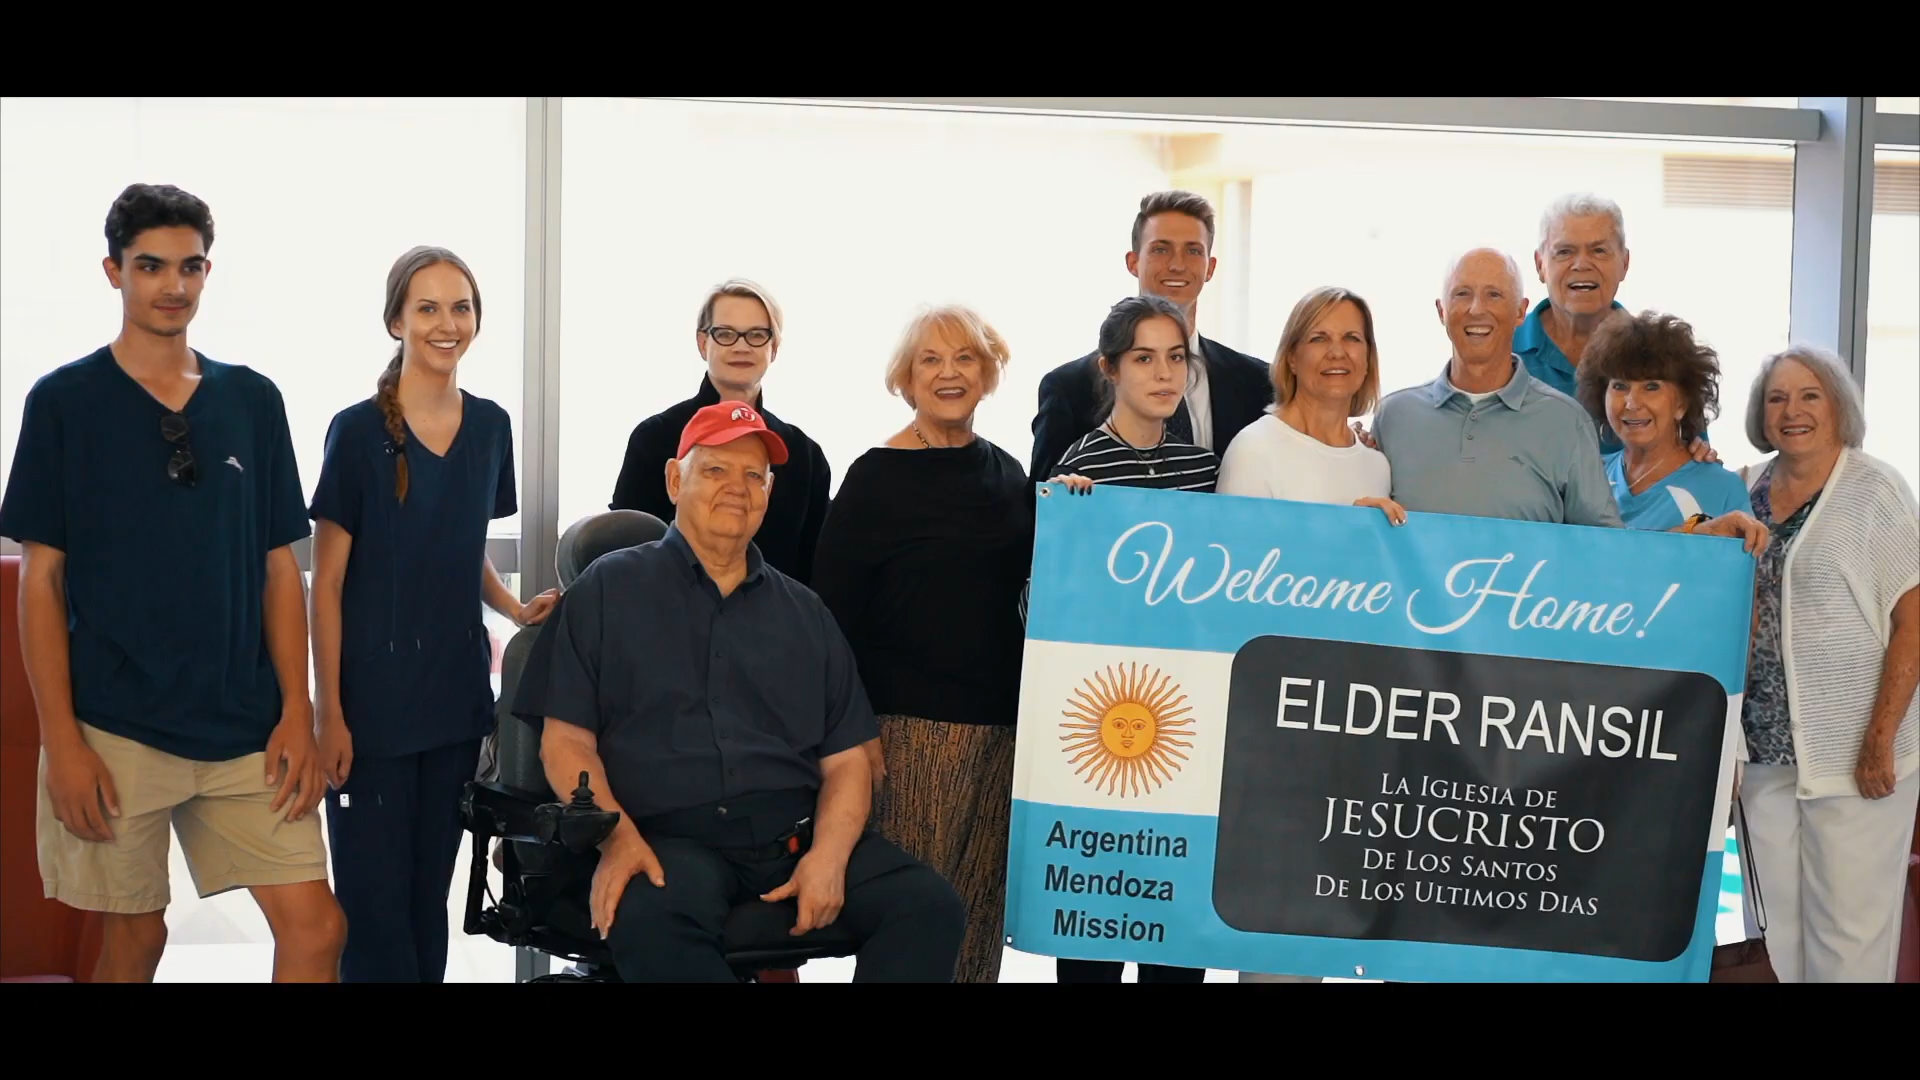 Welcome Home!
ELDER RANSIL
LA IGLESIA DE
JESUCRISTO
DE LOS SANTOS
DE LOS ULTIMOS DIAS
Argentina
Mendoza
Mission